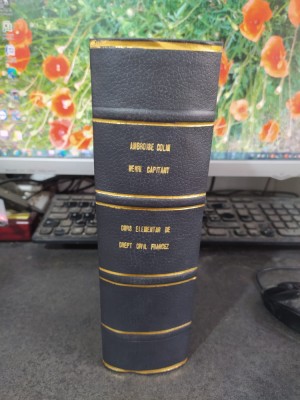 AMBROISE COLIN
HENRI CAPITANT
CURS ELEMENTAR DE
DREPT CIVIL FRANCEZ